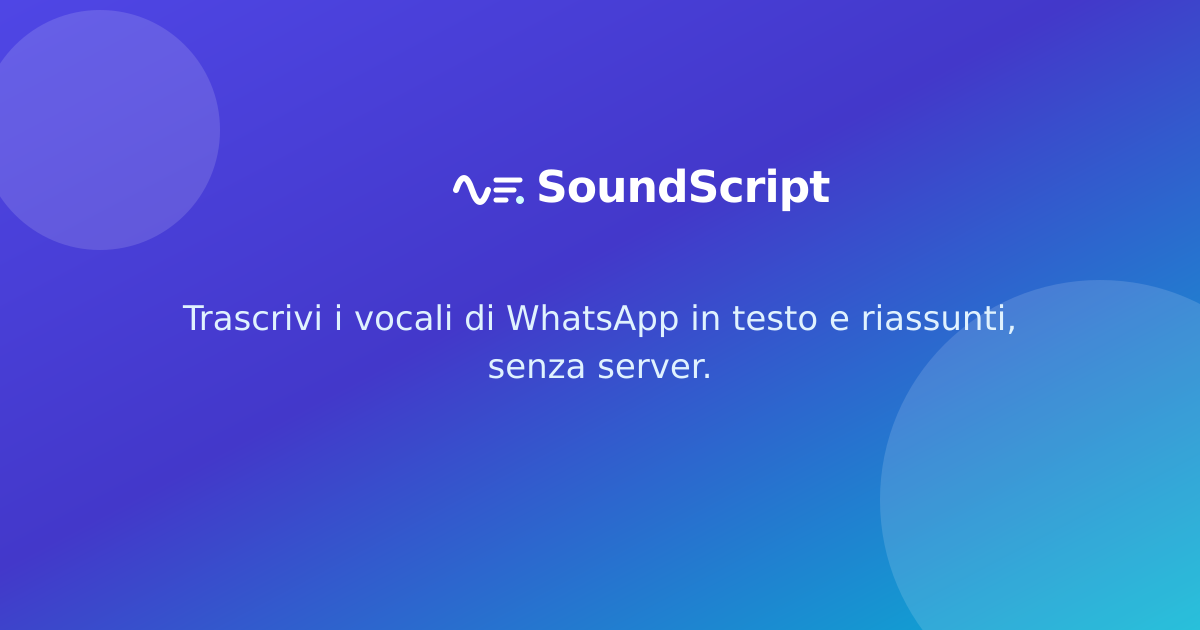 SoundScript
Trascrivi i vocali di WhatsApp in testo e riassunti,
senza server.